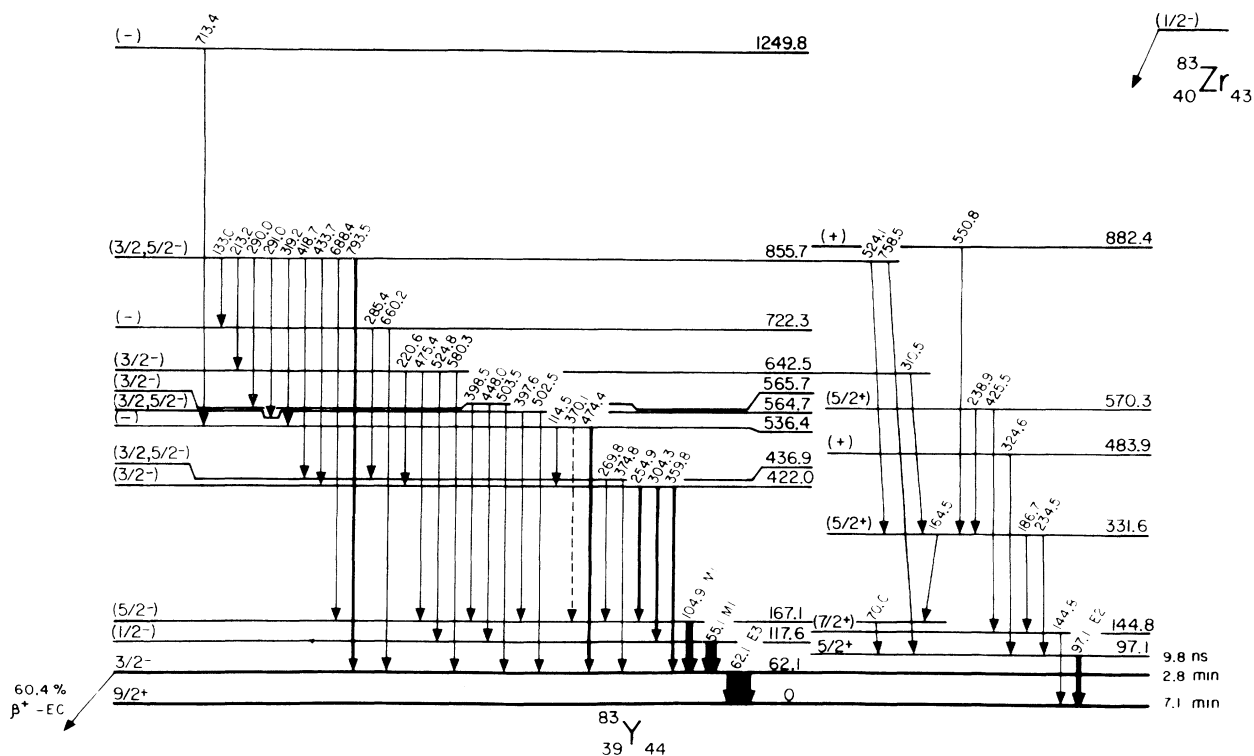 (-) 713.4 1249.8
(1/2-)
83
Zr
40 43
(3/2,5/2-) 133.0 213.2 290.0 291.0 319.2 418.7 433.7 688.4 793.5 855.7
524.1 758.5
(+) 550.8 882.4
(-) 285.4 660.2 722.3
(3/2-) 220.6 475.4 524.8 580.3 642.5 310.5
(3/2-) 398.5 448.0 503.5 565.7
(3/2,5/2-) 397.6 502.5 564.7
(5/2+) 238.9 425.5 570.3
(-) 114.5 370.1 474.4 536.4
(+) 324.6 483.9
(3/2,5/2-) 269.8 374.8 436.9
(3/2-) 254.9 304.3 359.8 422.0
(5/2+) 164.5 186.7 234.5 331.6
(5/2-) 104.9 M1 167.1
(7/2+) 70.0 144.8 144.8
(1/2-) 55.1 M1 117.6
5/2+ 97.1 E2 97.1 9.8 ns
3/2- 62.1 E3 62.1 2.8 min
60.4 %
β+ -EC
9/2+ 0 7.1 min
83
Y
39 44